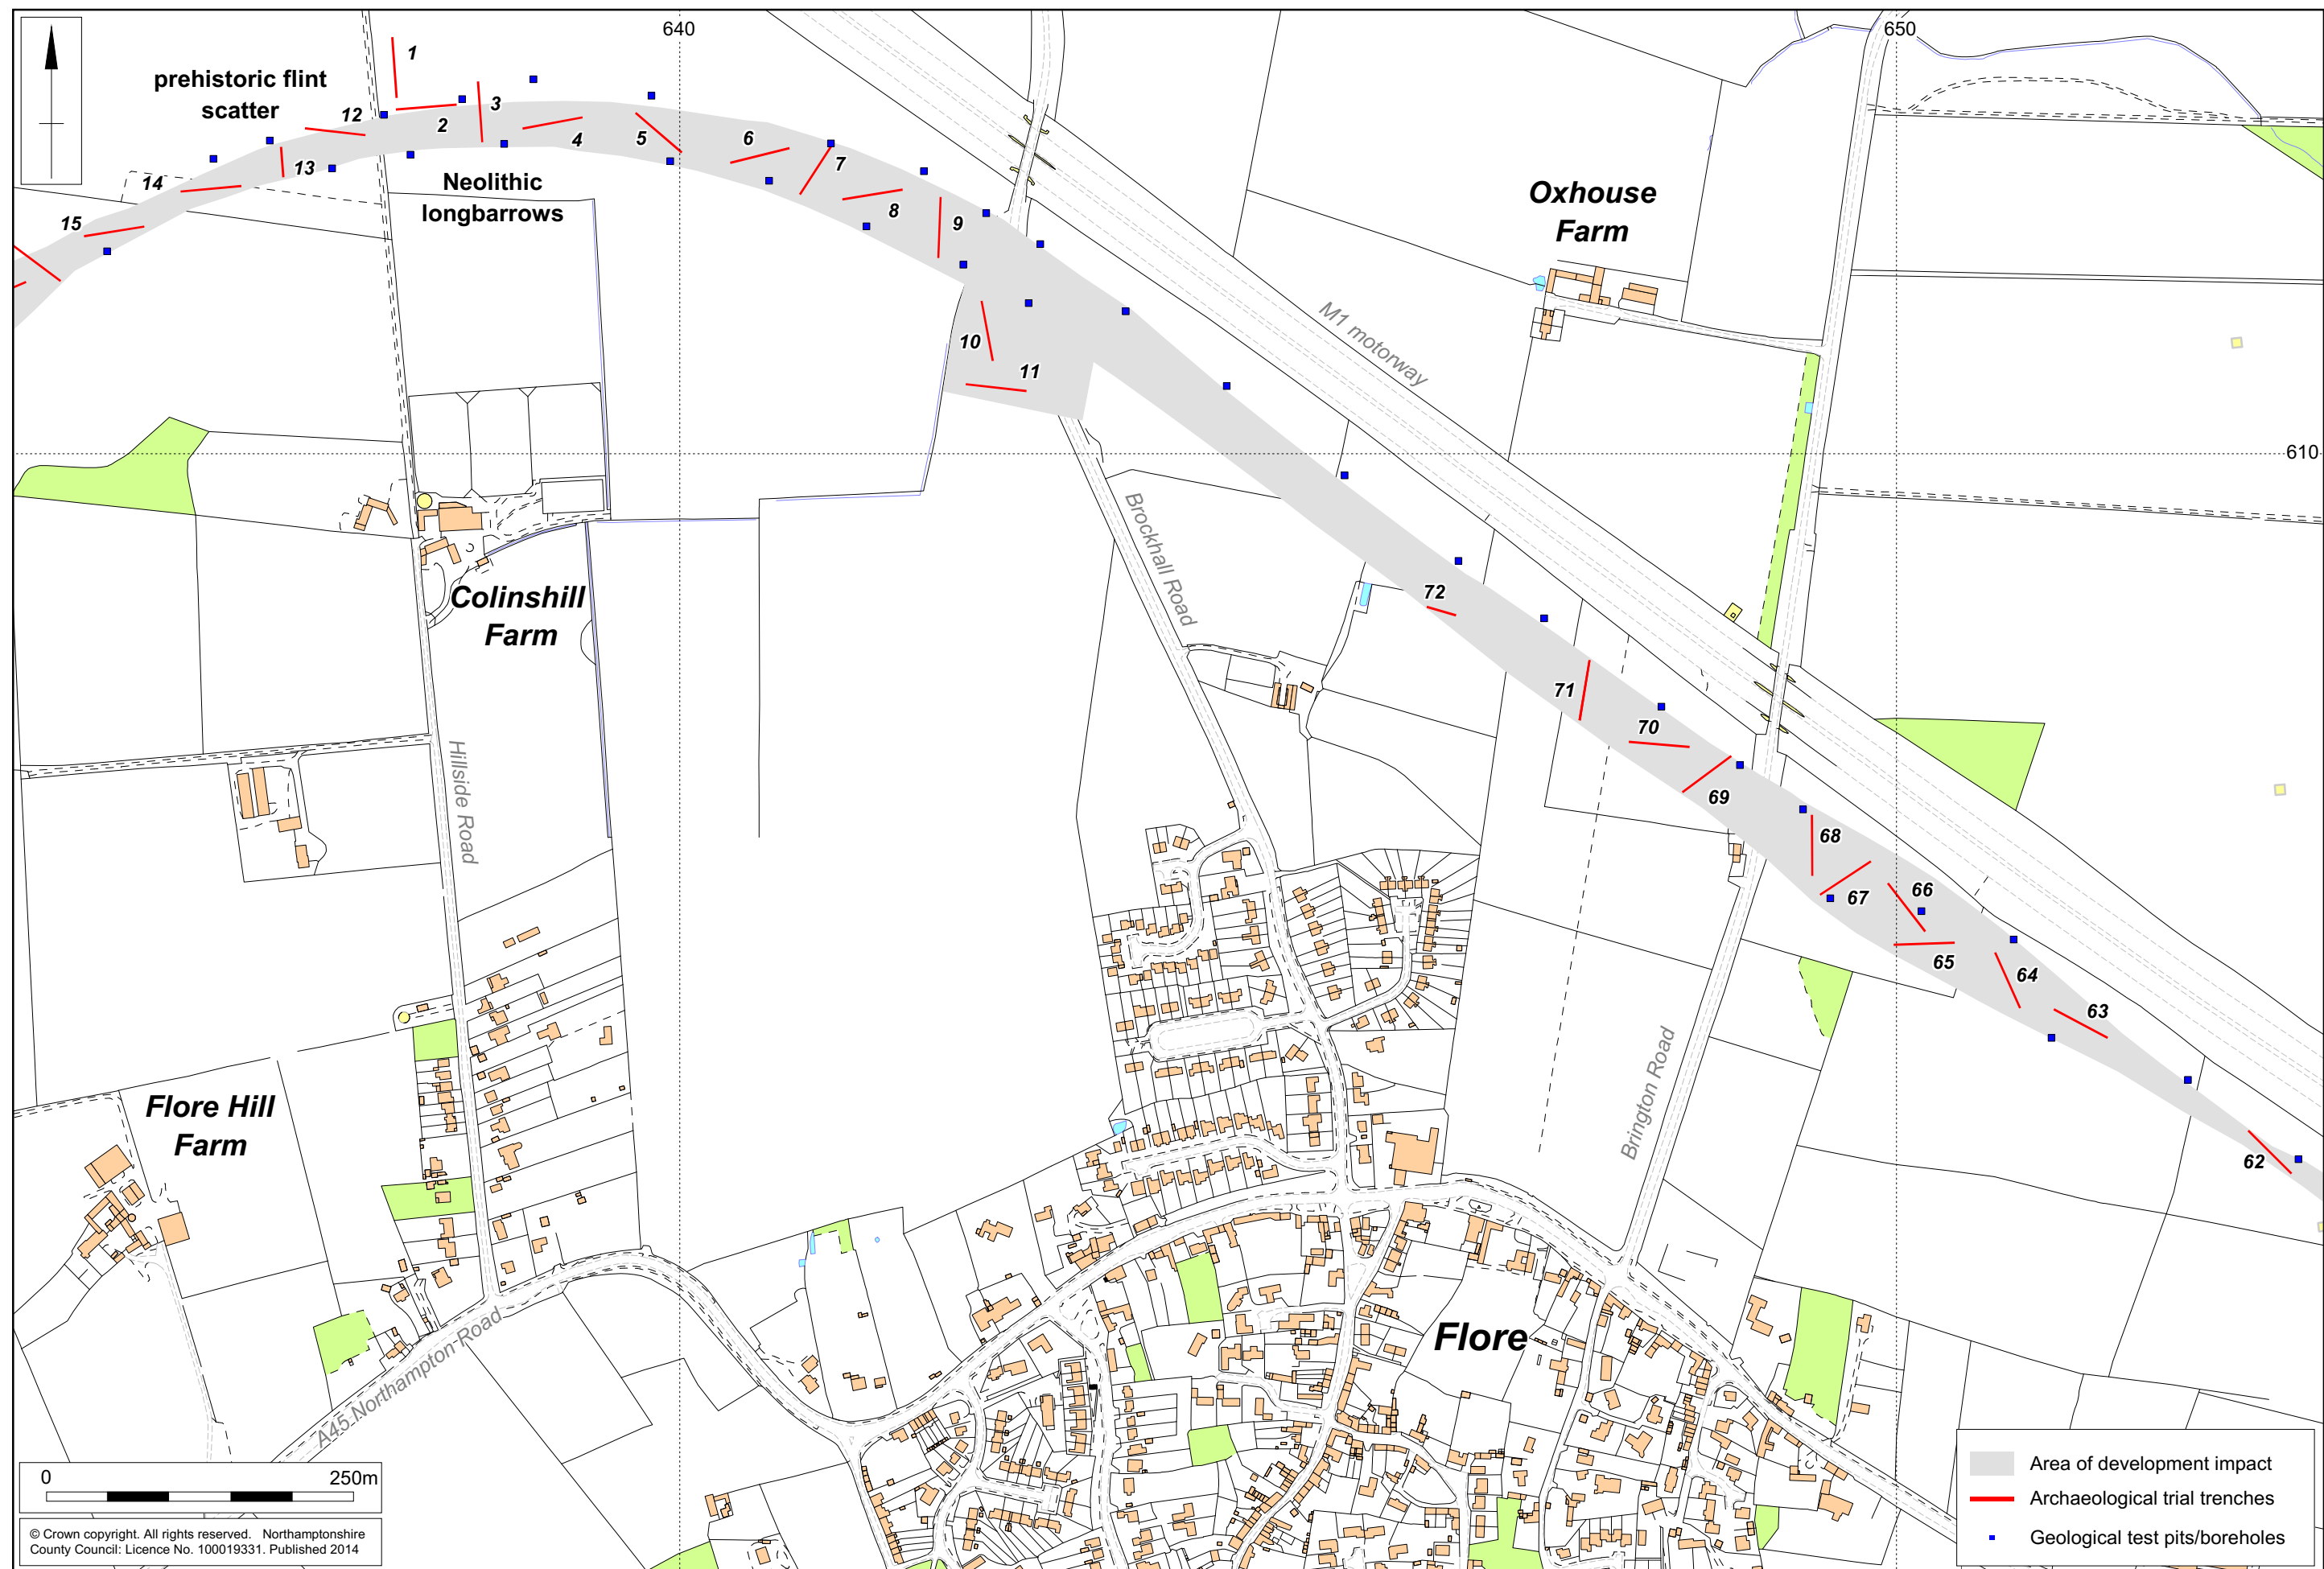 640
650
1
prehistoric flint
scatter
12
2
3
4
5
6
7
13
14
8
9
15
Neolithic
longbarrows
Oxhouse
Farm
M1 motorway
10
11
610
Brockhall Road
Colinshill
Farm
72
71
70
69
68
67
66
65
64
63
62
Hillside Road
Brington Road
Flore Hill
Farm
Flore
A45 Northampton Road
0 250m
© Crown copyright. All rights reserved. Northamptonshire
County Council: Licence No. 100019331. Published 2014
Area of development impact
Archaeological trial trenches
Geological test pits/boreholes